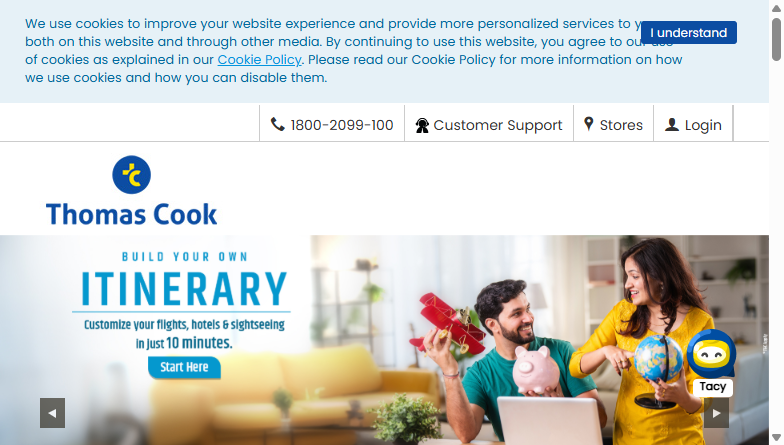 We use cookies to improve your website experience and provide more personalized services to
both on this website and through other media. By continuing to use this website, you agree to our use
of cookies as explained in our Cookie Policy. Please read our Cookie Policy for more information on how
we use cookies and how you can disable them.
I understand
1800-2099-100
Customer Support
Stores
Login
Thomas Cook
BUILD YOUR OWN
ITINERARY
Customize your flights, hotels & sightseeing
in just 10 minutes.
Start Here
Tacy